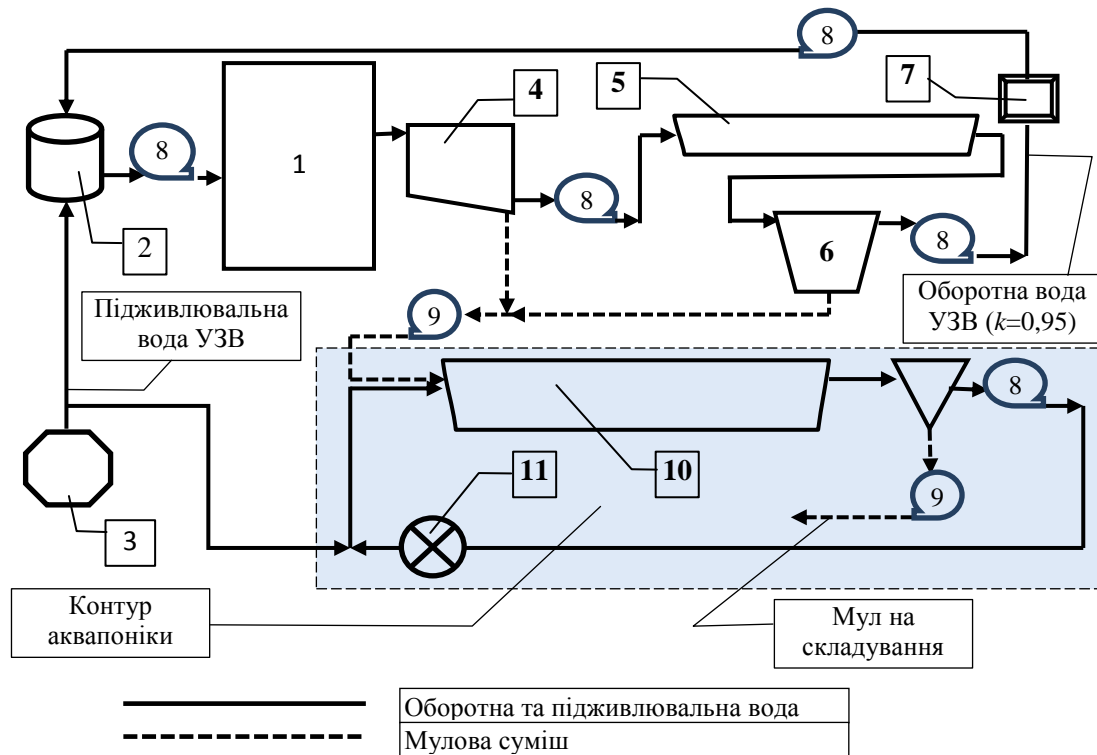 8
7
5
4
8
1
8
2
8
6
Підживлювальна
вода УЗВ
Оборотна вода
УЗВ (k=0,95)
9
8
10
11
9
3
Контур
аквапоніки
Мул на
складування
Оборотна та підживлювальна вода
Мулова суміш